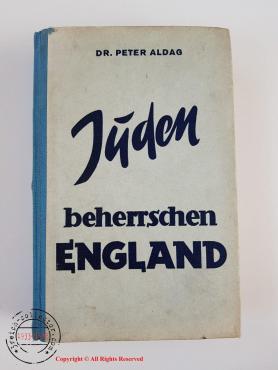 DR. PETER ALDAG
Juden
beherrschen
ENGLAND
Copyright © All Rights Reserved